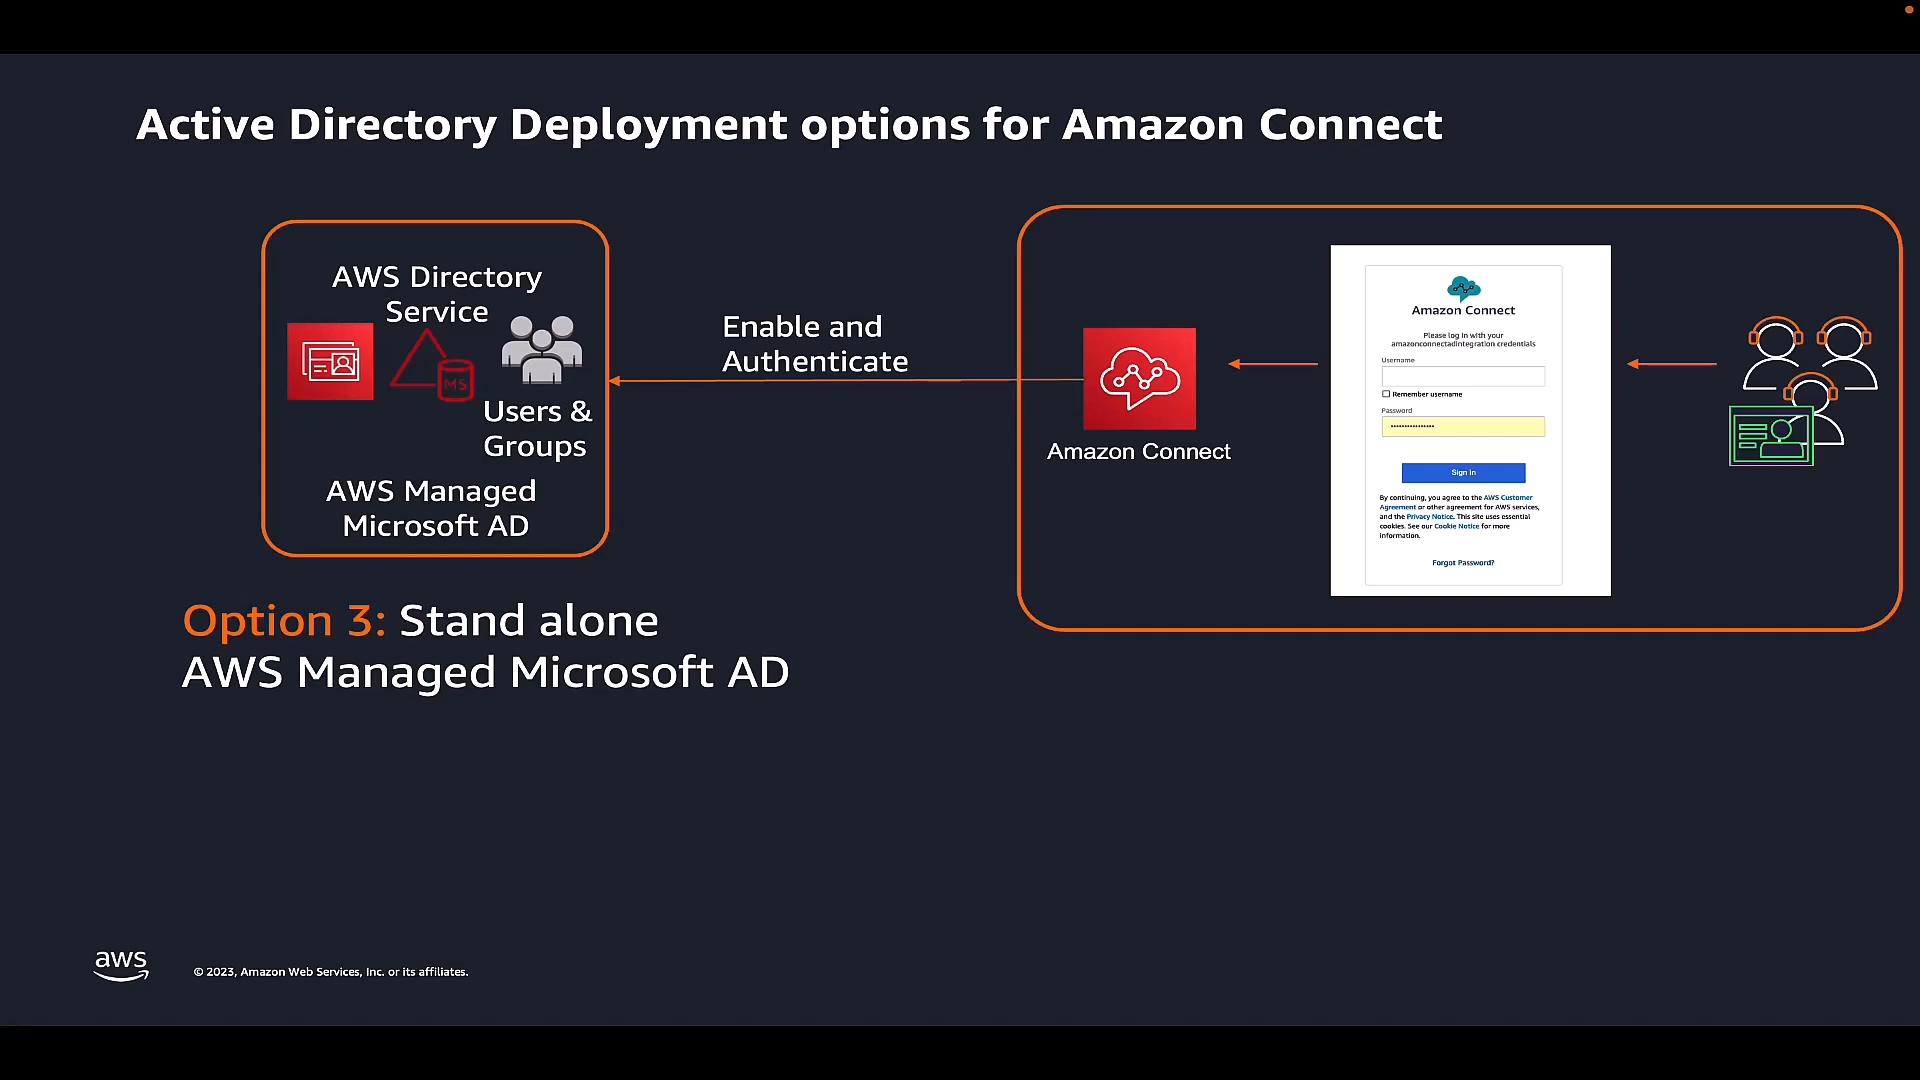 Active Directory Deployment options for Amazon Connect
AWS Directory
Service
MS
Users &
Groups
AWS Managed
Microsoft AD
Enable and
Authenticate
Amazon Connect
Amazon Connect
Please log in with your
amazonconnectadintegration credentials
Username
Remember username
Password
Sign In
By continuing, you agree to the AWS Customer
Agreement or other agreement for AWS services,
and the Privacy Notice. This site uses essential
cookies. See our Cookie Notice for more
information.
Forgot Password?
Option 3: Stand alone
AWS Managed Microsoft AD
aws
© 2023, Amazon Web Services, Inc. or its affiliates.